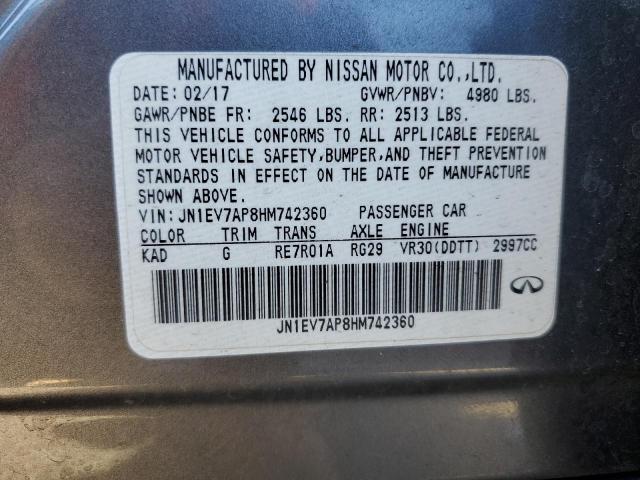 MANUFACTURED BY NISSAN MOTOR CO.,LTD.
DATE: 02/17 GVWR/PNBV: 4980 LBS.
GAWR/PNBE FR: 2546 LBS. RR: 2513 LBS.
THIS VEHICLE CONFORMS TO ALL APPLICABLE FEDERAL
MOTOR VEHICLE SAFETY,BUMPER,AND THEFT PREVENTION
STANDARDS IN EFFECT ON THE DATE OF MANUFACTURE
SHOWN ABOVE.
VIN:JN1EV7AP8HM742360 PASSENGER CAR
COLOR TRIM TRANS AXLE ENGINE
KAD G RE7R01A RG29 VR30(DDTT) 2997CC
JN1EV7AP8HM742360